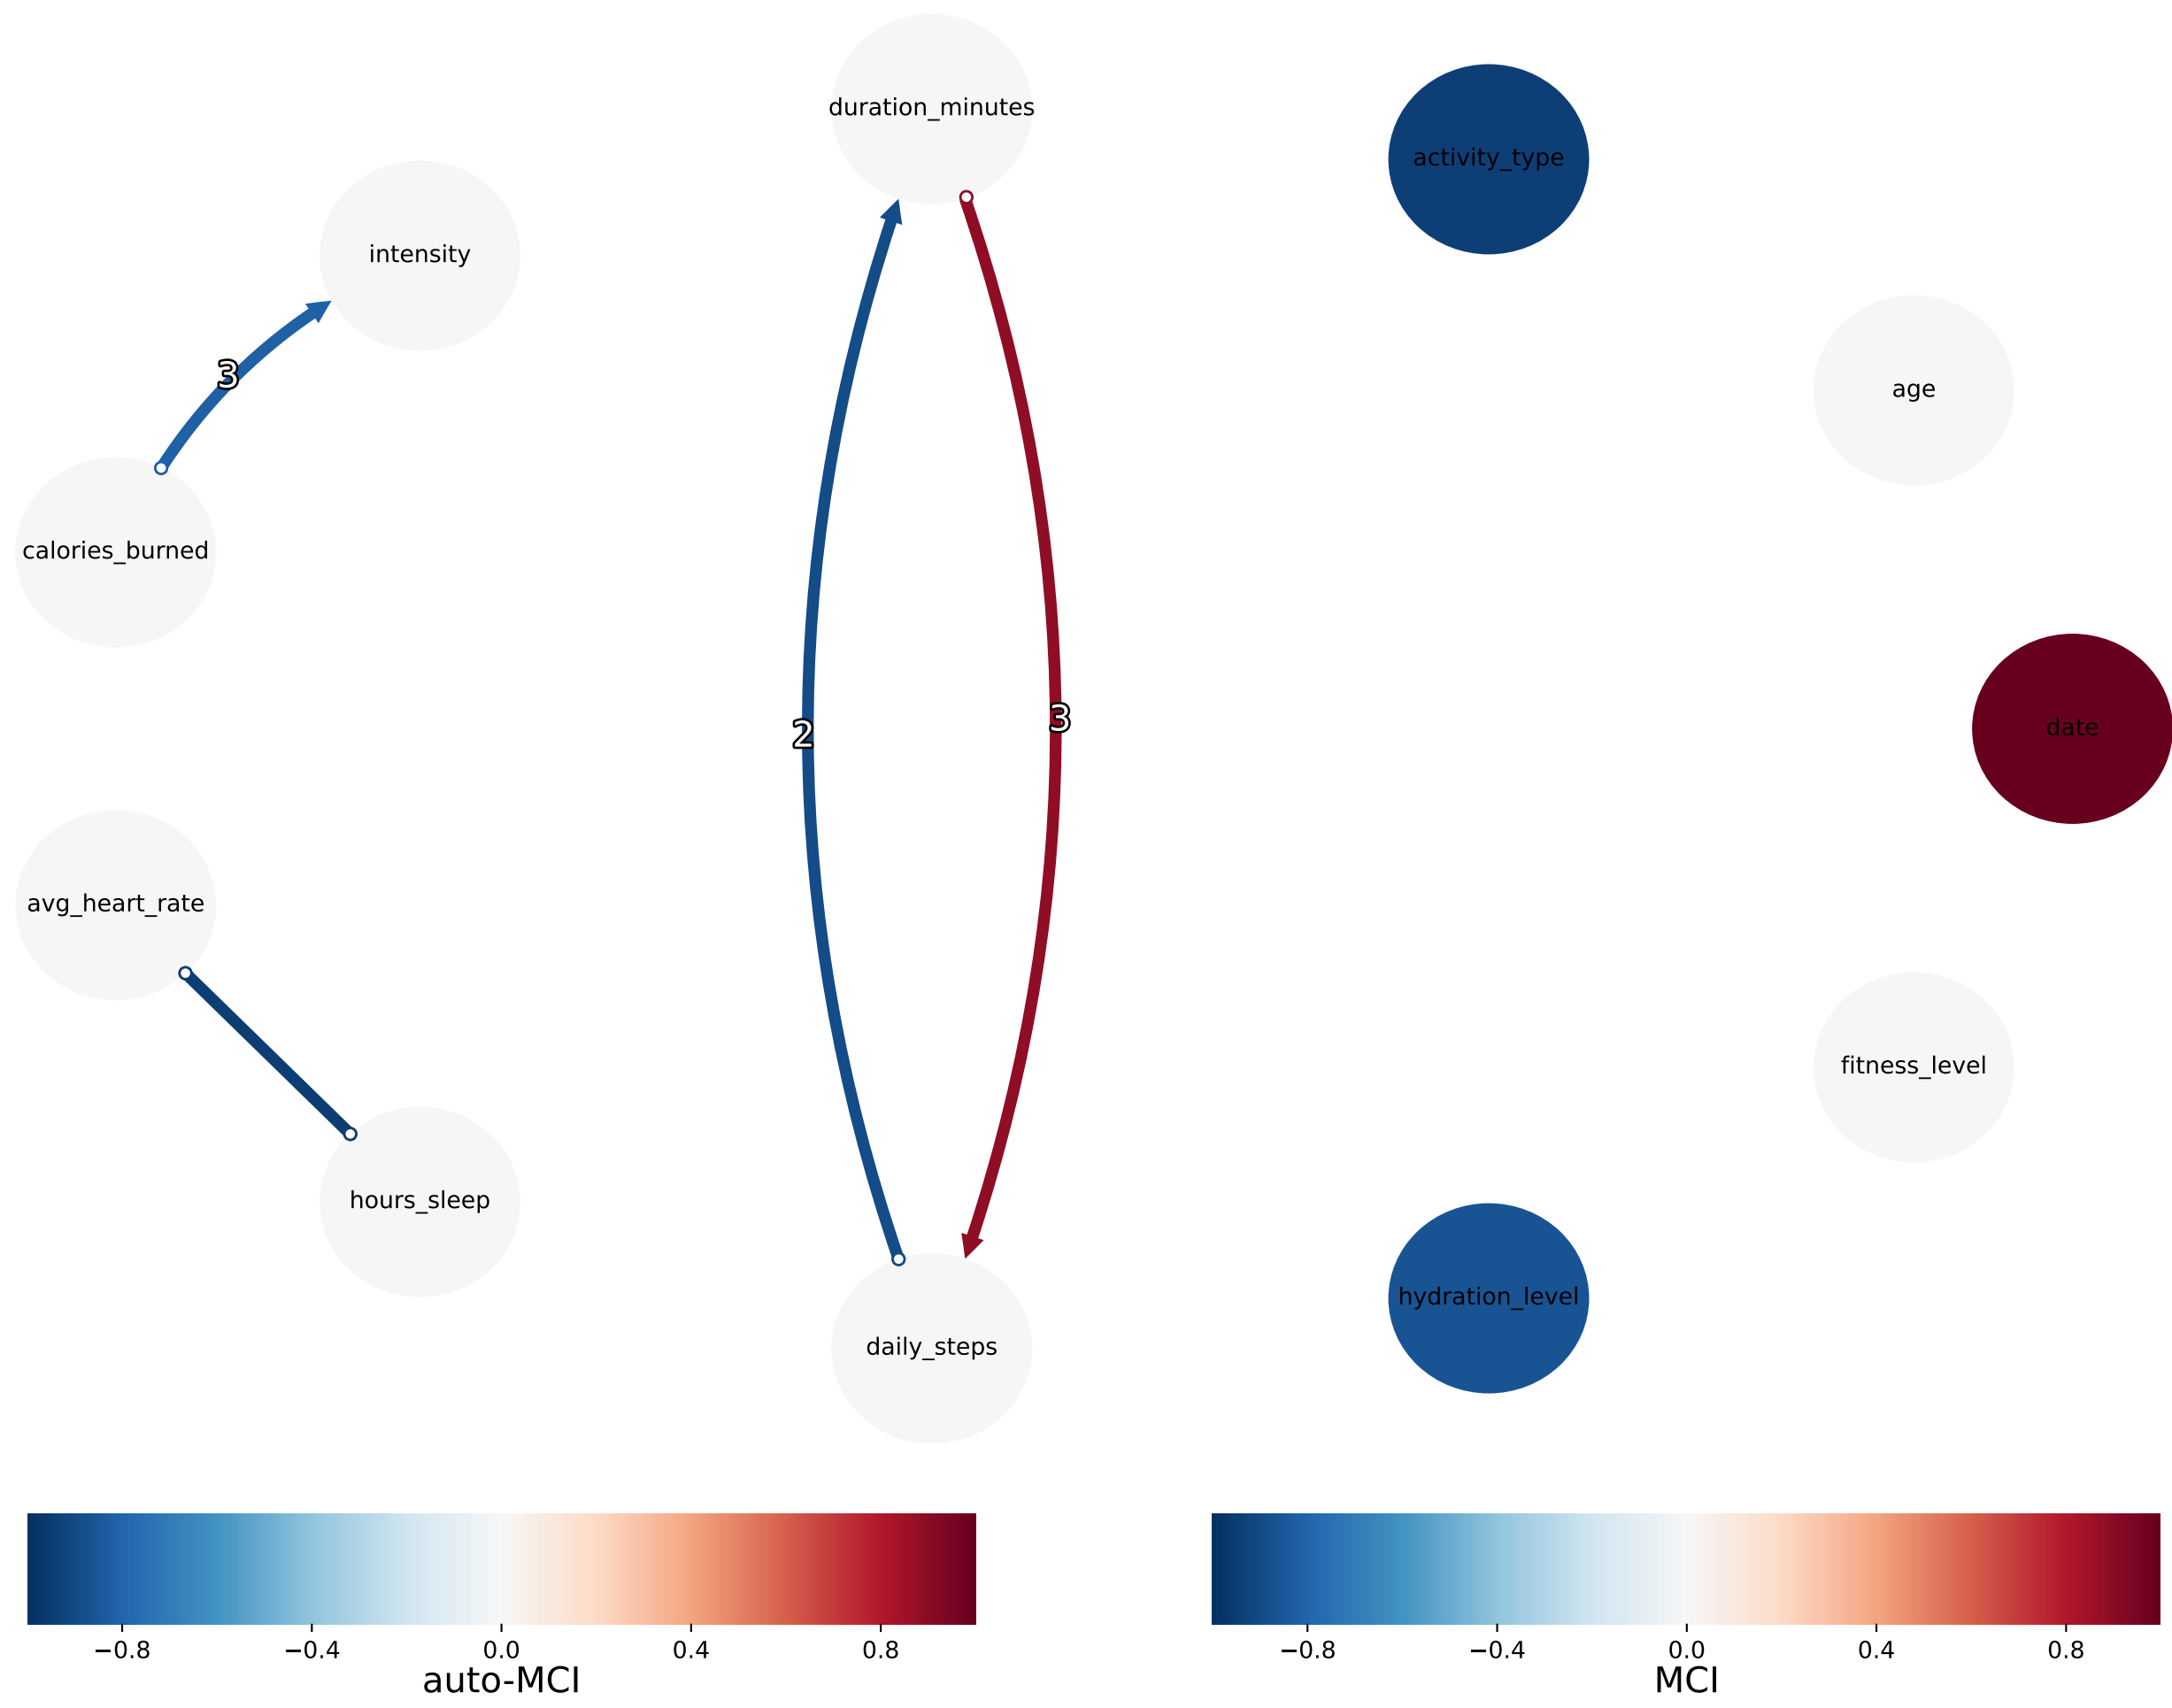 duration_minutes
activity_type
intensity
age
3
calories_burned
date
2
3
avg_heart_rate
fitness_level
hours_sleep
hydration_level
daily_steps
−0.8 −0.4 0.0 0.4 0.8
auto-MCI
−0.8 −0.4 0.0 0.4 0.8
MCI